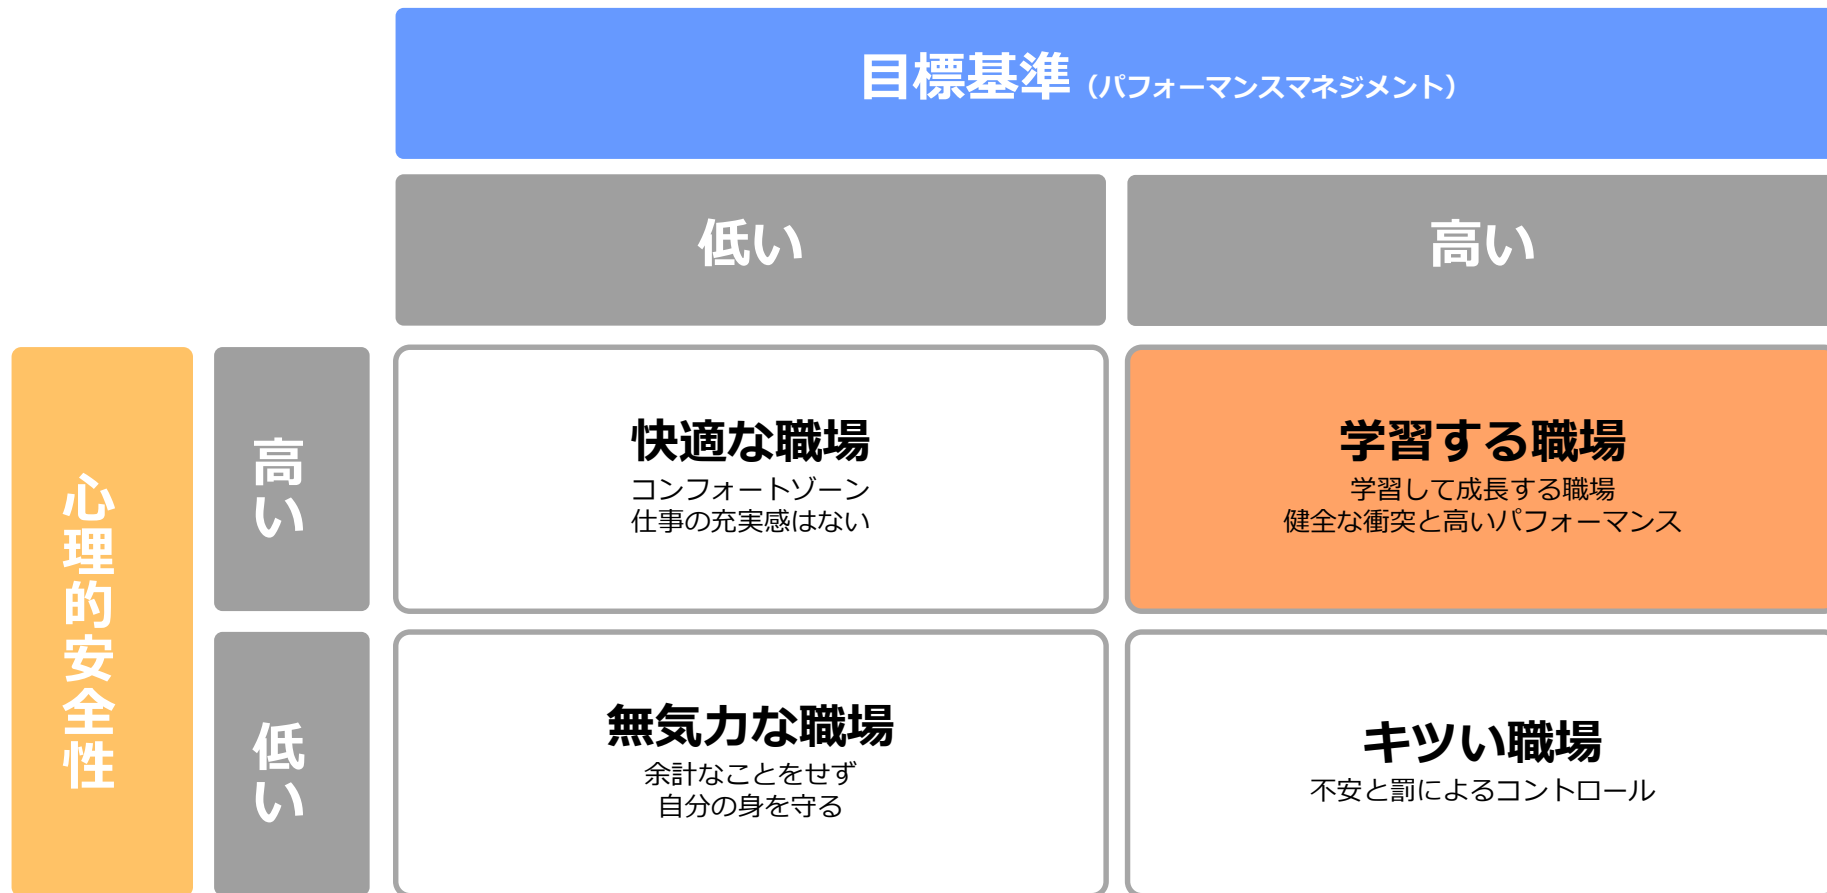 目標基準（パフォーマンスマネジメント）
低い
高い
心理的安全性
高い
快適な職場
コンフォートゾーン
仕事の充実感はない
学習する職場
学習して成長する職場
健全な衝突と高いパフォーマンス
低い
無気力な職場
余計なことをせず
自分の身を守る
キツい職場
不安と罰によるコントロール